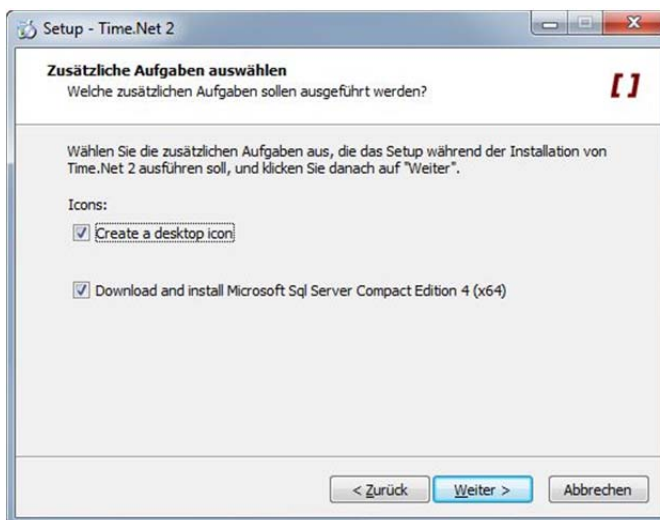 Setup - Time.Net 2
Zusätzliche Aufgaben auswählen
Welche zusätzlichen Aufgaben sollen ausgeführt werden?
[ ]
Wählen Sie die zusätzlichen Aufgaben aus, die das Setup während der Installation von
Time.Net 2 ausführen soll, und klicken Sie danach auf "Weiter".
Icons:
Create a desktop icon
Download and install Microsoft Sql Server Compact Edition 4 (x64)
< Zurück Weiter > Abbrechen